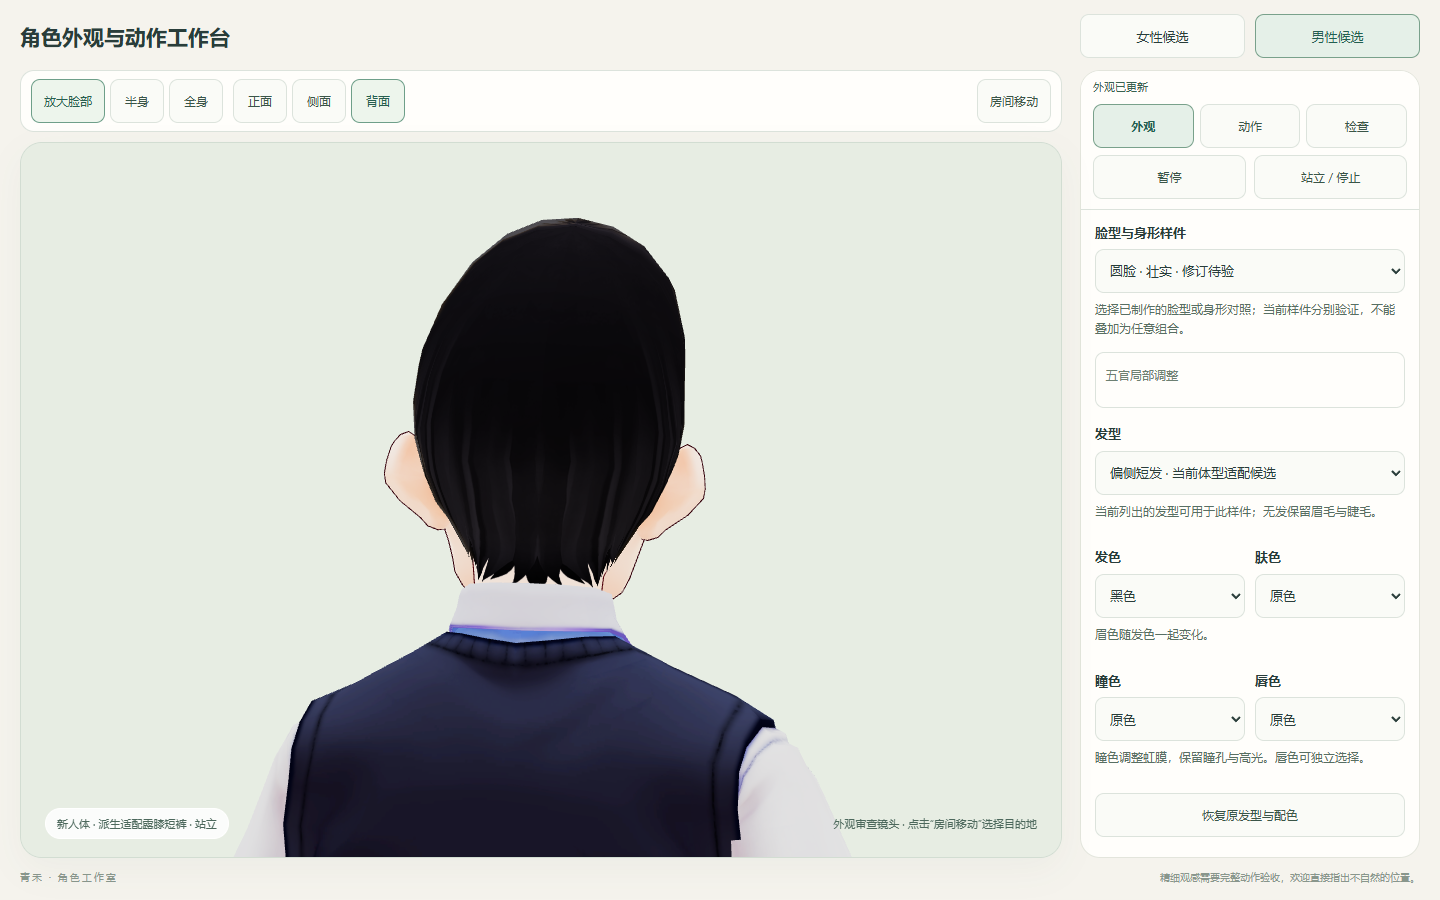 角色外观与动作工作台
女性候选
男性候选
放大脸部
半身
全身
正面
侧面
背面
房间移动
外观已更新
外观
动作
检查
暂停
站立 / 停止
脸型与身形样件
圆脸 · 壮实 · 修订待验
选择已制作的脸型或身形对照；当前样件分别验证，不能
叠加为任意组合。
五官局部调整
发型
偏侧短发 · 当前体型适配候选
当前列出的发型可用于此样件；无发保留眉毛与睫毛。
发色
肤色
黑色
原色
眉色随发色一起变化。
瞳色
唇色
原色
原色
瞳色调整虹膜，保留瞳孔与高光。唇色可独立选择。
恢复原发型与配色
新人体 · 派生适配露膝短裤 · 站立
外观审查镜头 · 点击“房间移动”选择目的地
青禾 · 角色工作室
精细观感需要完整动作验收，欢迎直接指出不自然的位置。